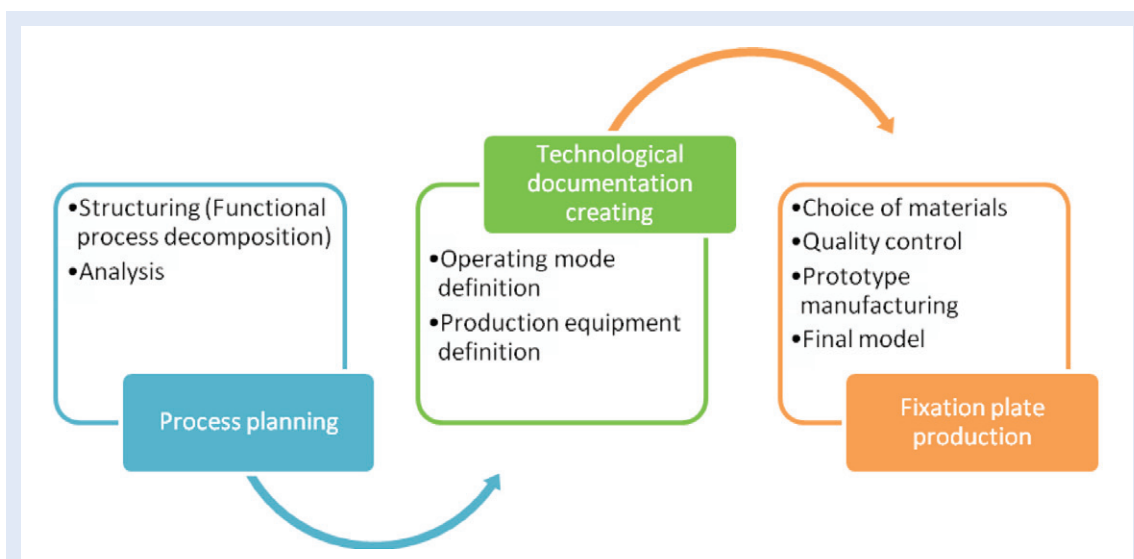 •Structuring (Functional
process decomposition)
•Analysis
Process planning
Technological
documentation
creating
•Operating mode
definition
•Production equipment
definition
•Choice of materials
•Quality control
•Prototype
manufacturing
•Final model
Fixation plate
production